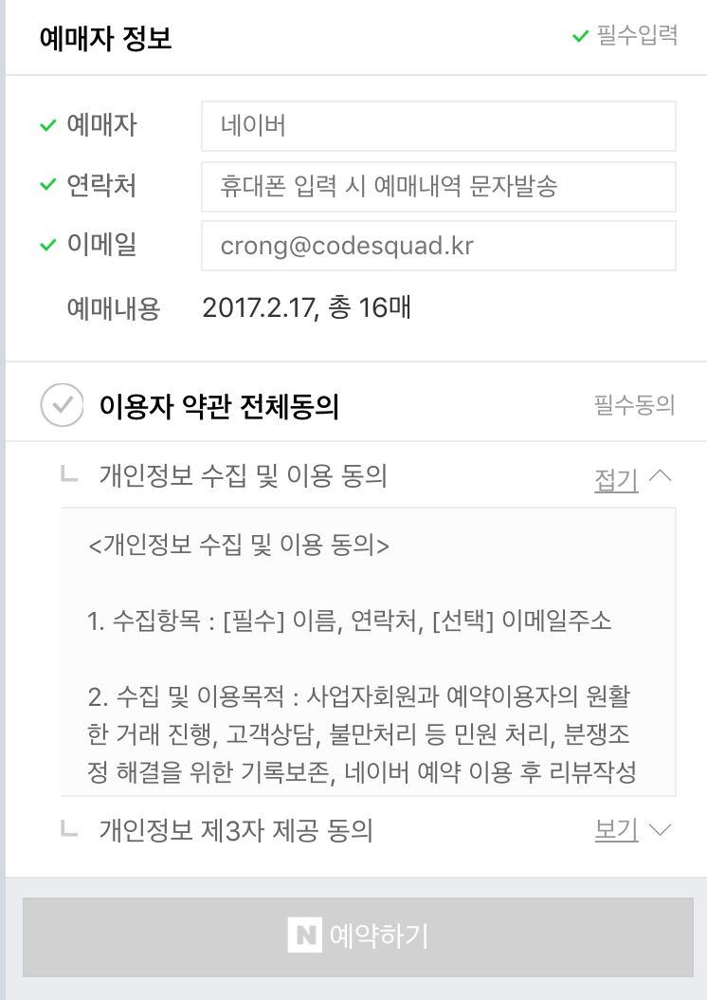 예매자 정보
필수입력
예매자
네이버
연락처
휴대폰 입력 시 예매내역 문자발송
이메일
crong@codesquad.kr
예매내용
2017.2.17, 총 16매
이용자 약관 전체동의
필수동의
개인정보 수집 및 이용 동의
접기
<개인정보 수집 및 이용 동의>
1. 수집항목 : [필수] 이름, 연락처, [선택] 이메일주소
2. 수집 및 이용목적 : 사업자회원과 예약이용자의 원활
한 거래 진행, 고객상담, 불만처리 등 민원 처리, 분쟁조
정 해결을 위한 기록보존, 네이버 예약 이용 후 리뷰작성
개인정보 제3자 제공 동의
보기
N 예약하기